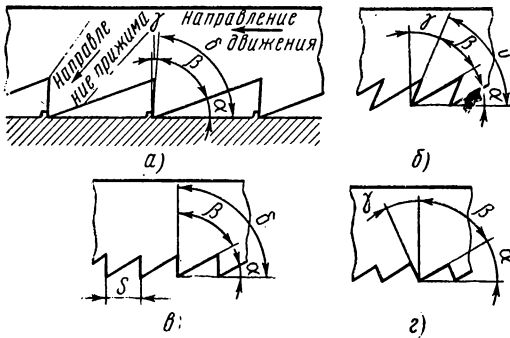 Направле
ние прижима
направление
движения
γ
δ
β
α
а)
γ
β
υ
α
б)
β
δ
α
S
в)
γ
β
α
г)